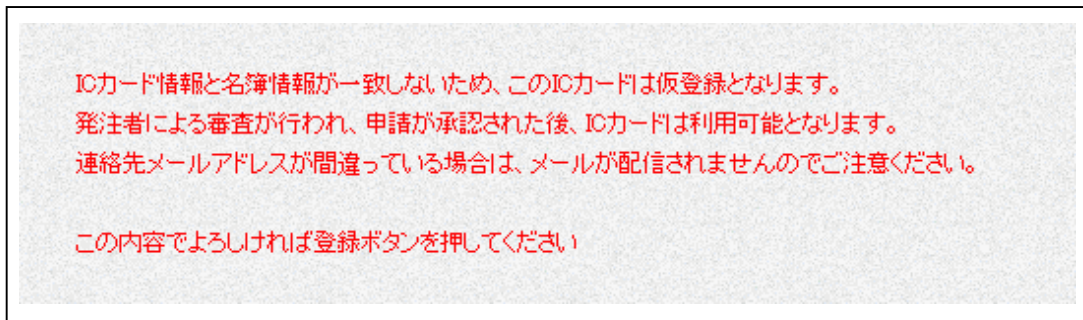 ICカード情報と名簿情報が一致しないため、このICカードは仮登録となります。
発注者による審査が行われ、申請が承認された後、ICカードは利用可能となります。
連絡先メールアドレスが間違っている場合は、メールが配信されませんのでご注意ください。
この内容でよろしければ登録ボタンを押してください